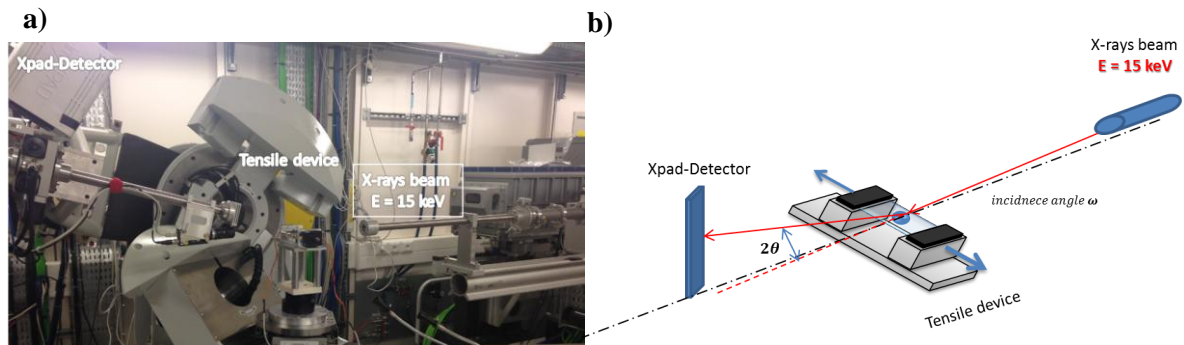 a)
Xpad-Detector
Tensile device
X-rays beam
E = 15 keV
b)
X-rays beam
E = 15 keV
Xpad-Detector
incidnece angle ω
2θ
Tensile device